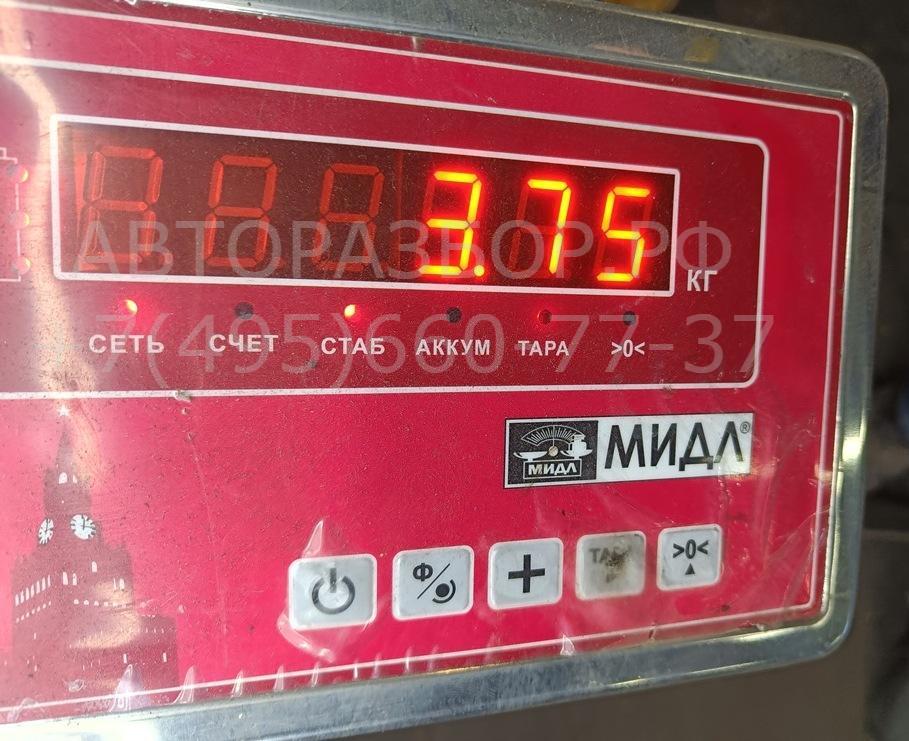 3.75
КГ
АВТОРАЗБОР.РФ
+7(495)660-77-37
СЕТЬ СЧЕТ СТАБ АККУМ ТАРА >0<
МИДЛ МИДЛ®
Ф + ТАРА >0<